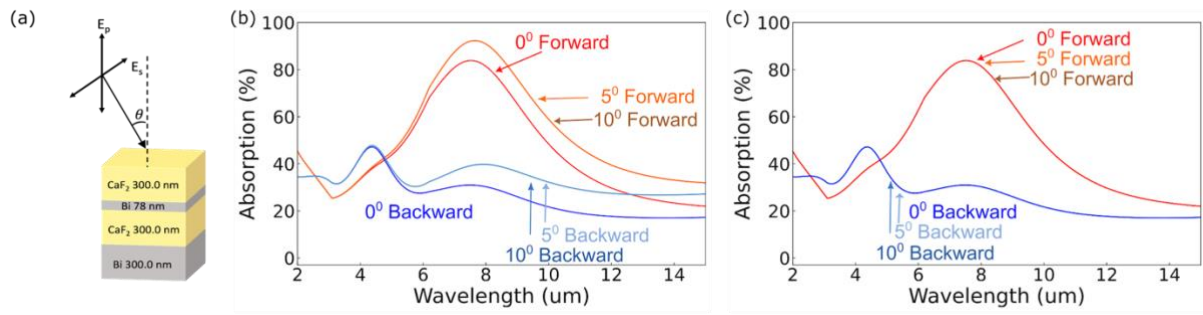 (a)
E_p
E_s
θ
CaF₂ 300.0 nm
Bi 78 nm
CaF₂ 300.0 nm
Bi 300.0 nm
(b)
100
80
60
40
20
0
Absorption (%)
2 4 6 8 10 12 14
Wavelength (um)
0⁰ Forward
5⁰ Forward
10⁰ Forward
0⁰ Backward
5⁰ Backward
10⁰ Backward
(c)
100
80
60
40
20
0
Absorption (%)
2 4 6 8 10 12 14
Wavelength (um)
0⁰ Forward
5⁰ Forward
10⁰ Forward
0⁰ Backward
5⁰ Backward
10⁰ Backward